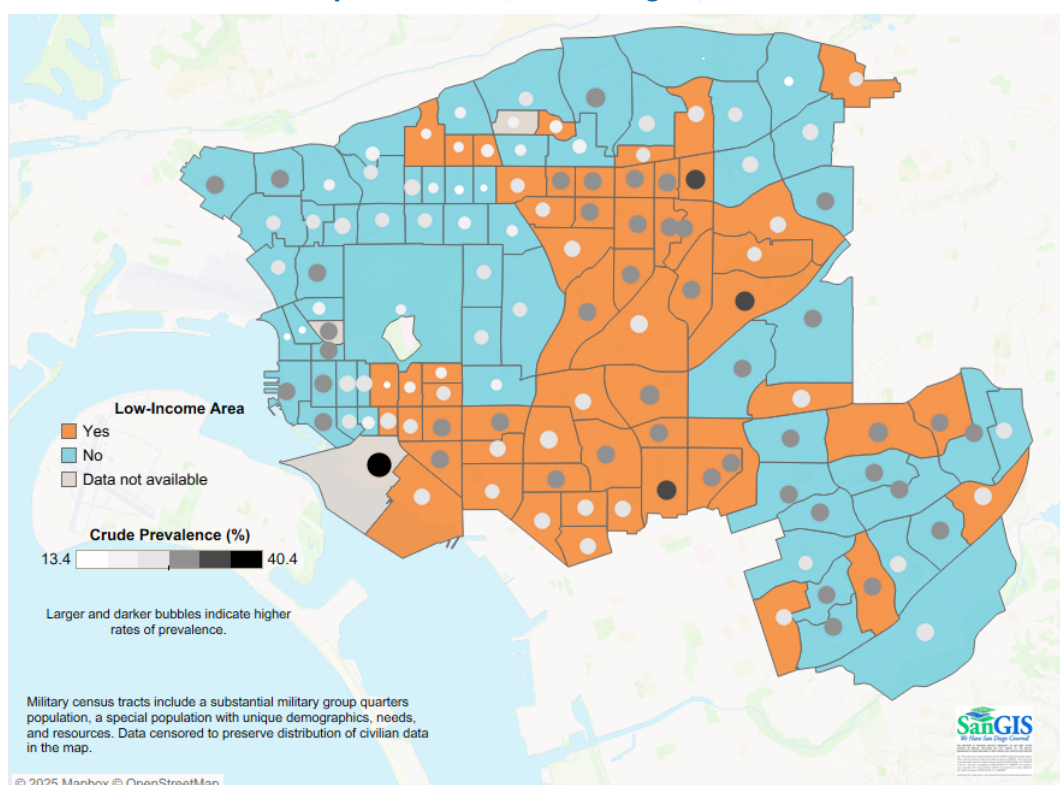 Low-Income Area
Yes
No
Data not available
Crude Prevalence (%)
13.4
40.4
Larger and darker bubbles indicate higher
rates of prevalence.
Military census tracts include a substantial military group quarters
population, a special population with unique demographics, needs,
and resources. Data censored to preserve distribution of civilian data
in the map.
© 2025 Mapbox © OpenStreetMap
SanGIS
We Have San Diego Covered!